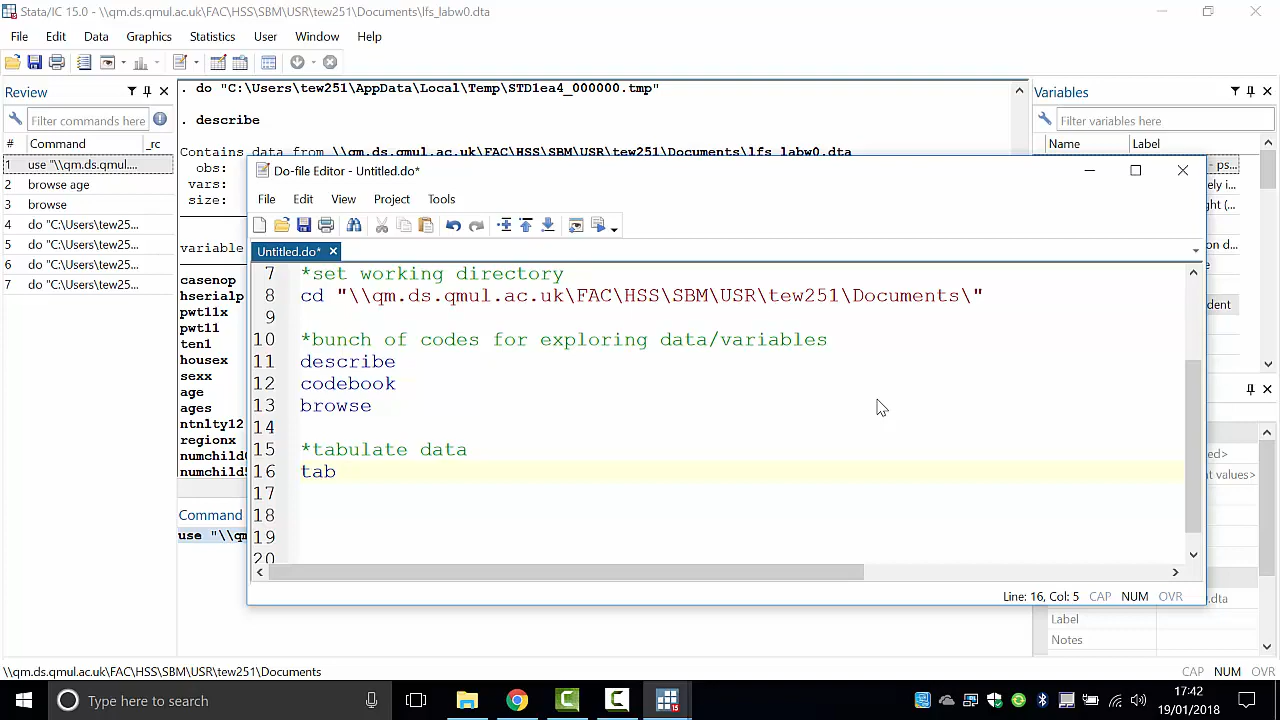 Stata/IC 15.0 - \\qm.ds.qmul.ac.uk\FAC\HSS\SBM\USR\tew251\Documents\lfs_labw0.dta
File Edit Data Graphics Statistics User Window Help
Review
Filter commands here
# Command _rc
1 use "\\qm.ds.qmul....
2 browse age
3 browse
4 do "C:\Users\tew25...
5 do "C:\Users\tew25...
6 do "C:\Users\tew25...
7 do "C:\Users\tew25...
. do "C:\Users\tew251\AppData\Local\Temp\STD1ea4_000000.tmp"
. describe
Contains data from \\qm.ds.qmul.ac.uk\FAC\HSS\SBM\USR\tew251\Documents\lfs_labw0.dta
obs:
vars:
size:
variable
casenop
hserialp
pwt11x
pwt11
ten1
housex
sexx
age
ages
ntnlty12
regionx
Command
use "\\qm
Do-file Editor - Untitled.do*
File Edit View Project Tools
Untitled.do*
7 *set working directory
8 cd "\\qm.ds.qmul.ac.uk\FAC\HSS\SBM\USR\tew251\Documents\"
9
10 *bunch of codes for exploring data/variables
11 describe
12 codebook
13 browse
14
15 *tabulate data
16 tab
17
18
19
20
Line: 16, Col: 5 CAP NUM OVR
Variables
Filter variables here
Name Label
- ps...
ely i...
ght (...
on d...
dent
ed>
nt values>
.dta
Label
Notes
\\qm.ds.qmul.ac.uk\FAC\HSS\SBM\USR\tew251\Documents
CAP NUM OVR
Type here to search
17:42
19/01/2018